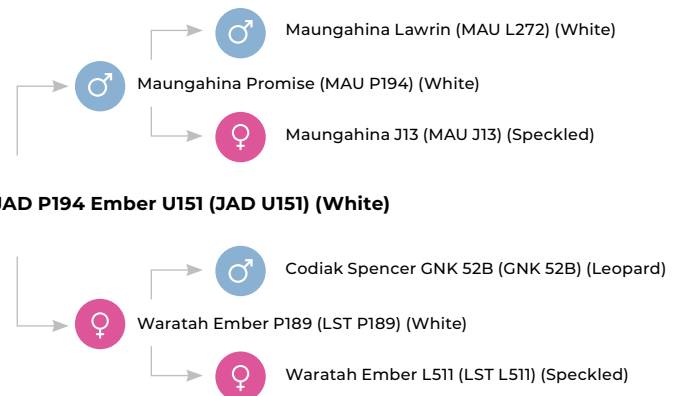 Maungahina Lawrin (MAU L272) (White)
Maungahina Promise (MAU P194) (White)
Maungahina J13 (MAU J13) (Speckled)
JAD P194 Ember U151 (JAD U151) (White)
Codiak Spencer GNK 52B (GNK 52B) (Leopard)
Waratah Ember P189 (LST P189) (White)
Waratah Ember L511 (LST L511) (Speckled)